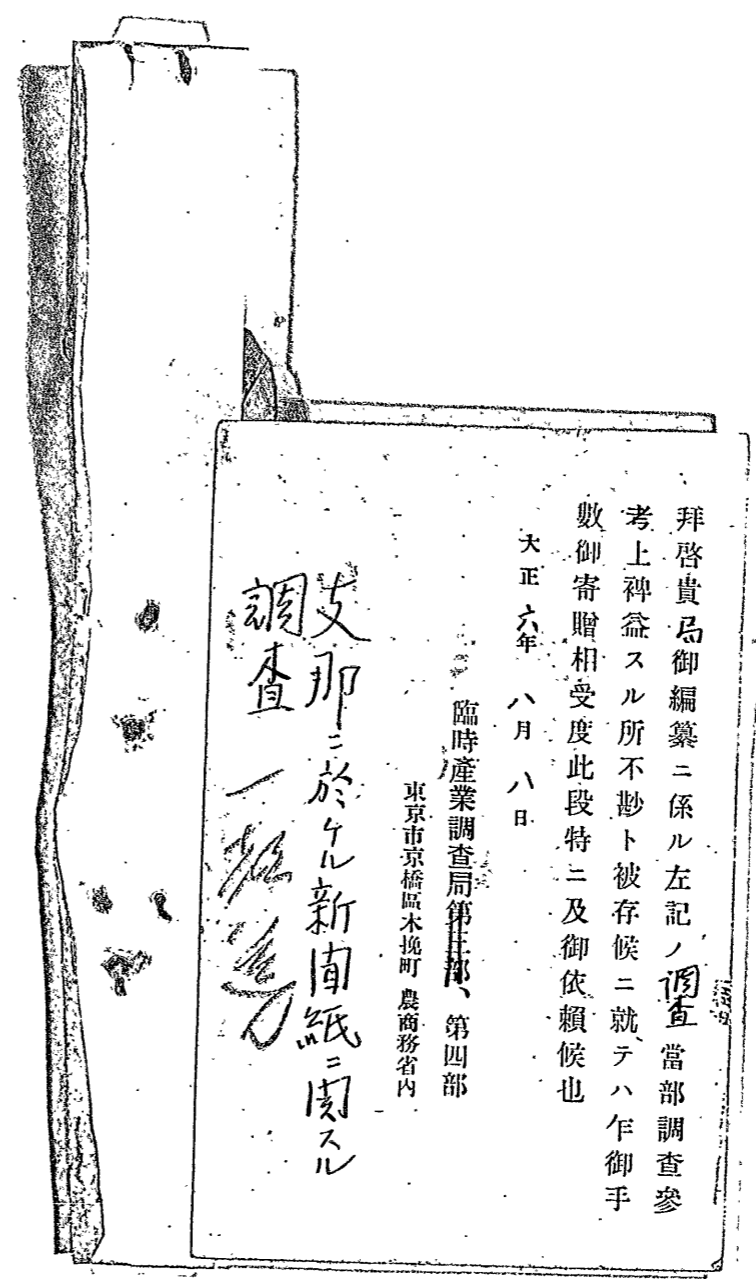 拜啓貴局御編纂ニ係ル左記ノ調査當部調査參
考上裨益スル所不尠ト被存候ニ就テハ乍御手
數御寄贈相受度此段特ニ及御依賴候也
大正六年八月八日
臨時產業調查局第三部、第四部
東京市京橋區木挽町 農商務省内
支那ニ於ケル新聞紙ニ関スル
調査 一